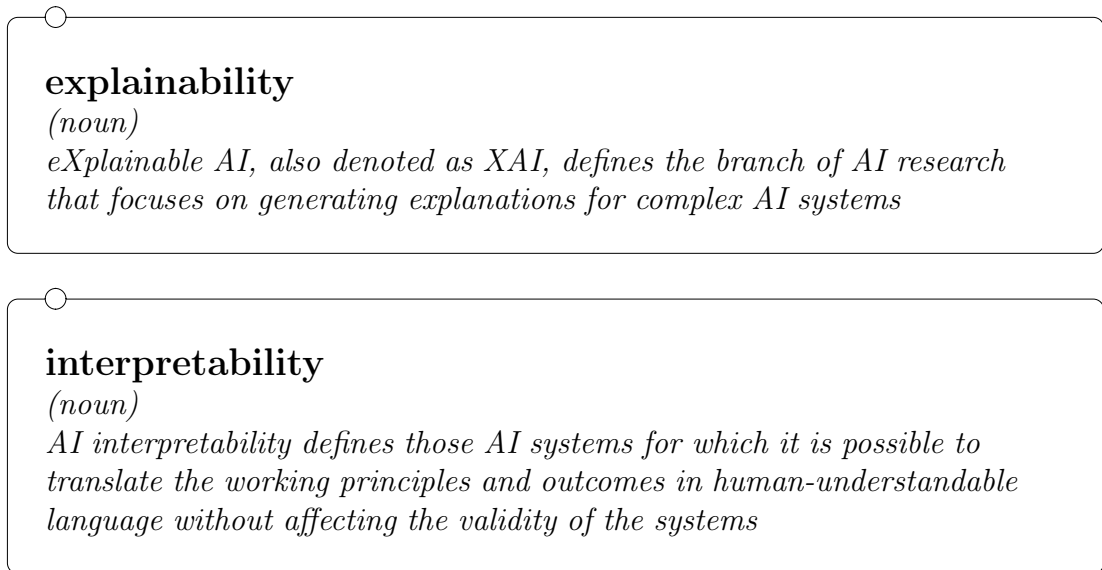 explainability
(noun)
eXplainable AI, also denoted as XAI, defines the branch of AI research
that focuses on generating explanations for complex AI systems
interpretability
(noun)
AI interpretability defines those AI systems for which it is possible to
translate the working principles and outcomes in human-understandable
language without affecting the validity of the systems